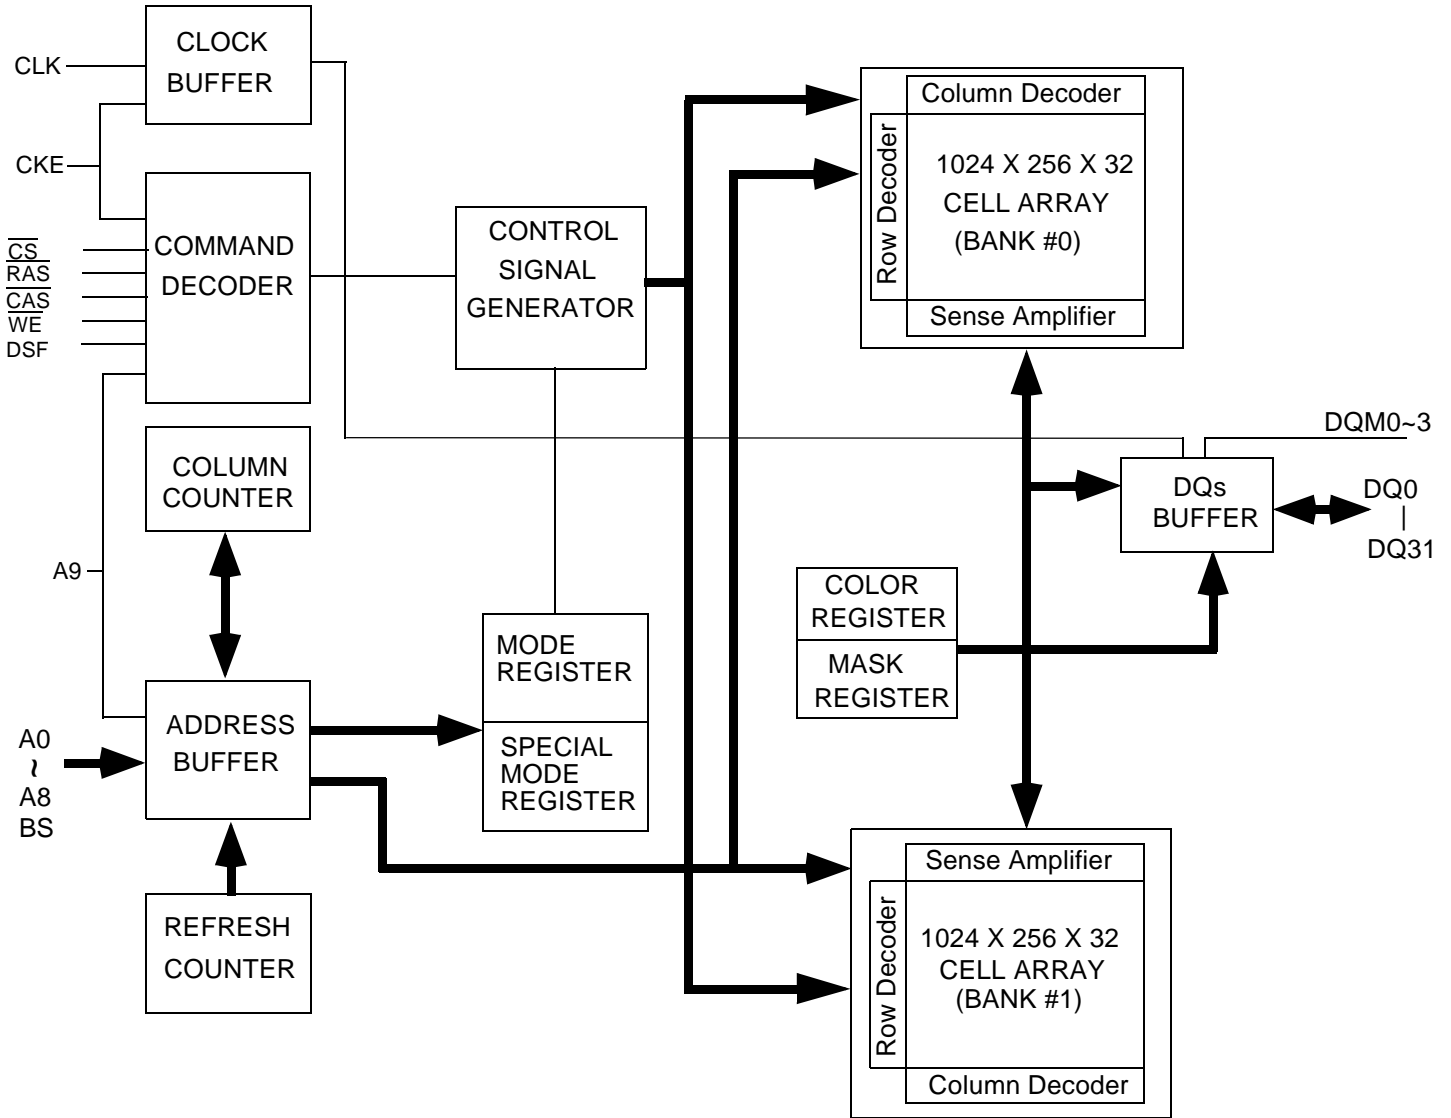 CLK
CLOCK
BUFFER
CKE
CS
RAS
CAS
WE
DSF
COMMAND
DECODER
CONTROL
SIGNAL
GENERATOR
Column Decoder
Row Decoder
1024 X 256 X 32
CELL ARRAY
(BANK #0)
Sense Amplifier
COLUMN
COUNTER
DQM0~3
DQs
BUFFER
DQ0
|
DQ31
A9
COLOR
REGISTER
MASK
REGISTER
MODE
REGISTER
SPECIAL
MODE
REGISTER
A0
~
A8
BS
ADDRESS
BUFFER
REFRESH
COUNTER
Sense Amplifier
Row Decoder
1024 X 256 X 32
CELL ARRAY
(BANK #1)
Column Decoder